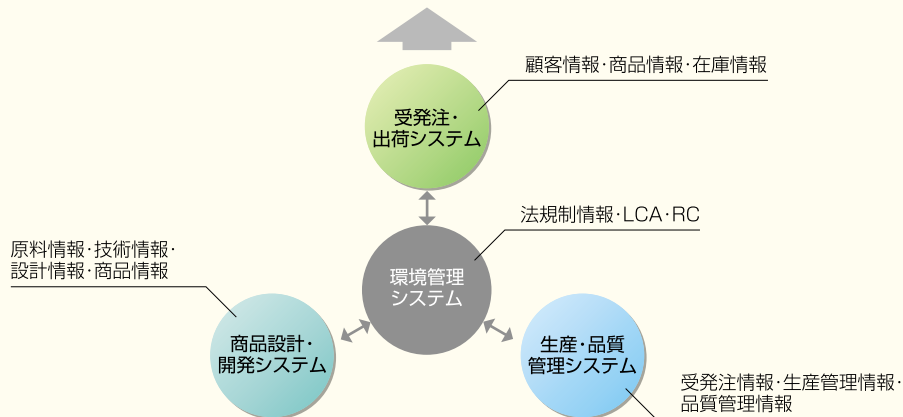 顧客情報・商品情報・在庫情報
受発注・
出荷システム
法規制情報・LCA・RC
環境管理
システム
原料情報・技術情報・
設計情報・商品情報
商品設計・
開発システム
生産・品質
管理システム
受発注情報・生産管理情報・
品質管理情報